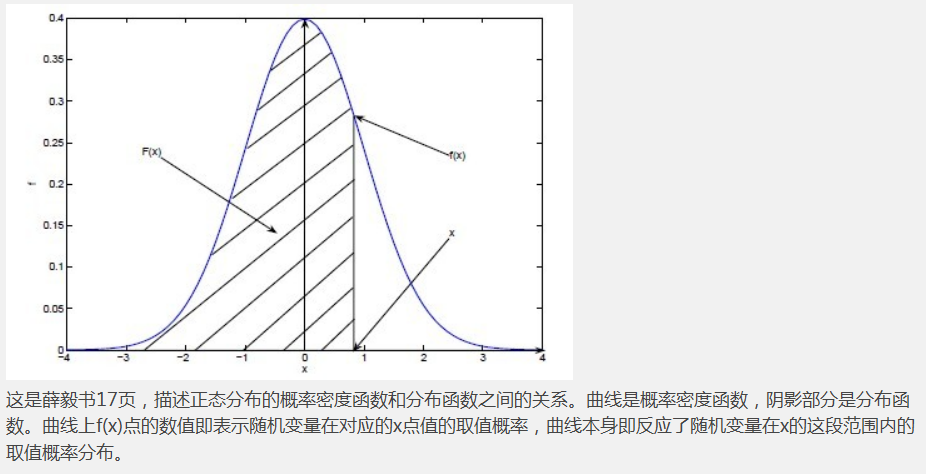 0.4
0.35
0.3
0.25
0.2
0.15
0.1
0.05
0
f
F(x)
f(x)
x
-4 -3 -2 -1 0 1 2 3 4
x
这是薛毅书17页，描述正态分布的概率密度函数和分布函数之间的关系。曲线是概率密度函数，阴影部分是分布函
数。曲线上f(x)点的数值即表示随机变量在对应的x点值的取值概率，曲线本身即反应了随机变量在x的这段范围内的
取值概率分布。